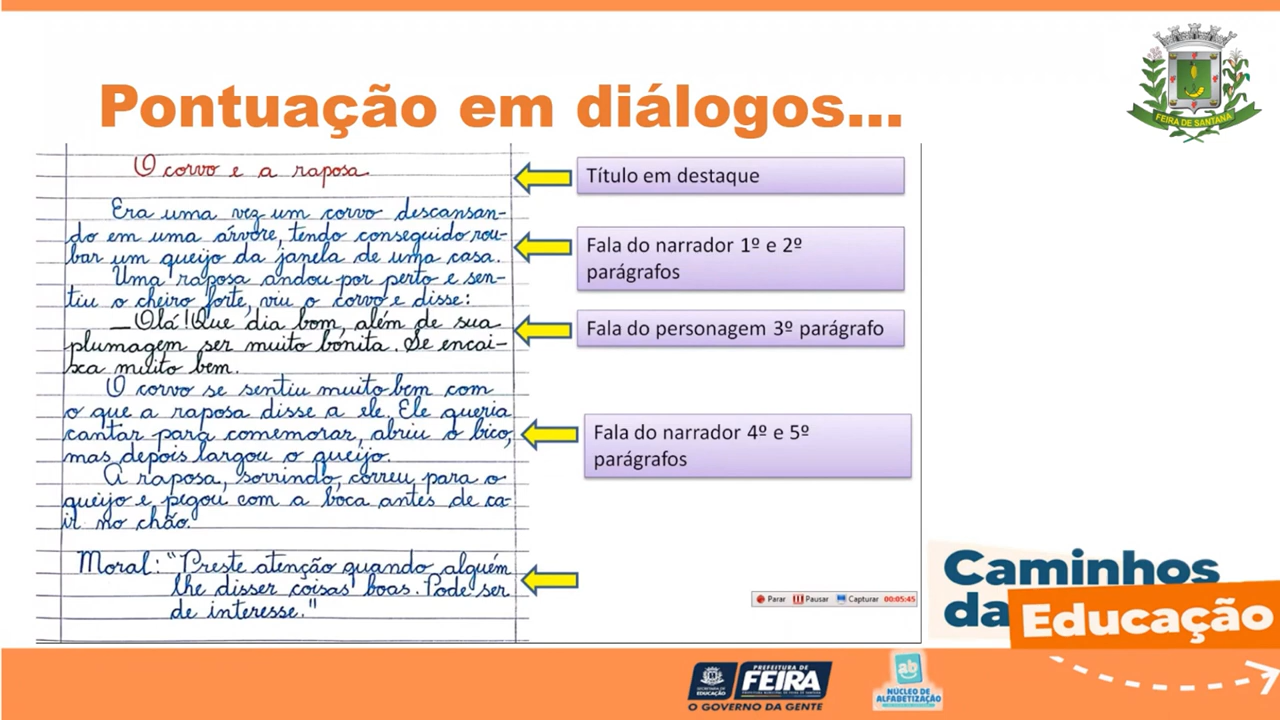 FEIRA DE SANTANA
Pontuação em diálogos...
O corvo e a raposa
Era uma vez um corvo descansan-
do em uma árvore, tendo conseguido rou-
bar um queijo da janela de uma casa.
Uma raposa andou por perto e sen-
tiu o cheiro forte, viu o corvo e disse:
—Olá! Que dia bom, além de sua
plumagem ser muito bonita. Se encai-
xca muito bem.
O corvo se sentiu muito bem com
o que a raposa disse a ele. Ele queria
cantar para comemorar, abriu o bico,
mas depois largou o queijo.
A raposa, sorrindo, correu para o
queijo e pegou com a boca antes de ca-
ir no chão.
Moral: "Preste atenção quando alguém
lhe disser coisas boas. Pode ser
de interesse."
Título em destaque
Fala do narrador 1º e 2º
parágrafos
Fala do personagem 3º parágrafo
Fala do narrador 4º e 5º
parágrafos
Parar Pausar Capturar 00:05:45
Caminhos
da Educação
SECRETARIA DE
EDUCAÇÃO
PREFEITURA DE
FEIRA
O GOVERNO DA GENTE
ab
NÚCLEO DE
ALFABETIZAÇÃO